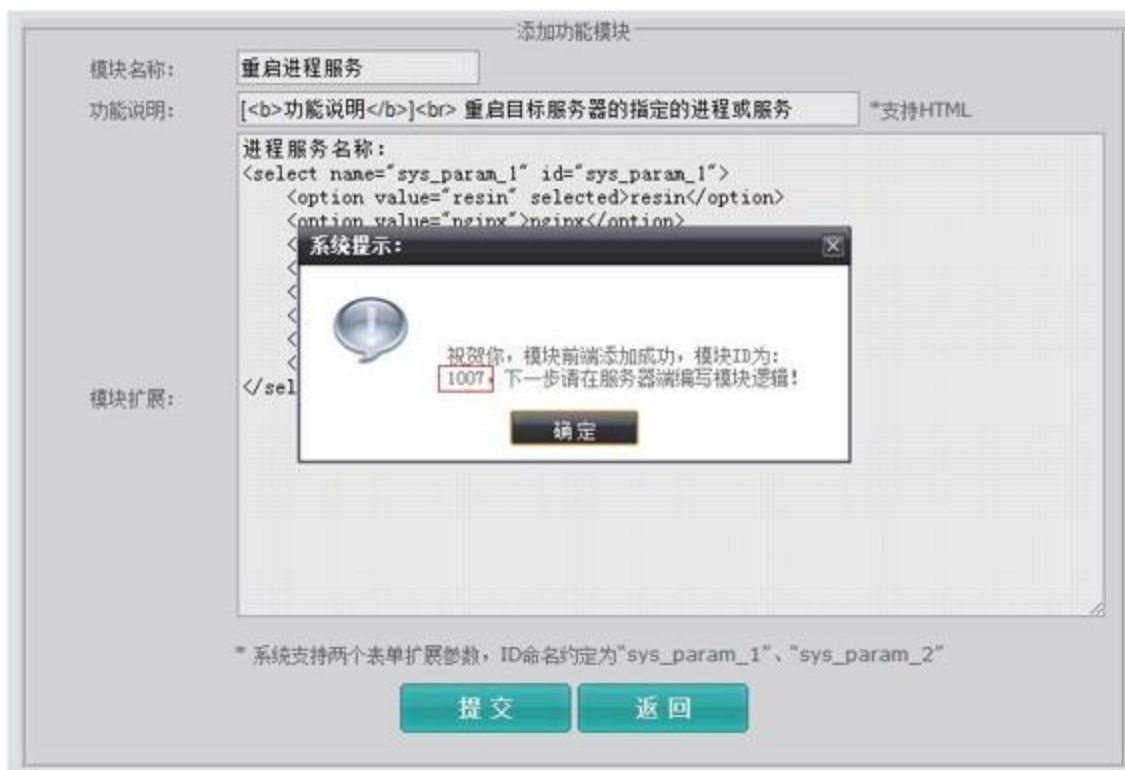 添加功能模块
模块名称：
重启进程服务
功能说明：
[<b>功能说明</b>]<br> 重启目标服务器的指定的进程或服务
*支持HTML
模块扩展：
进程服务名称：
<select name="sys_param_1" id="sys_param_1">
<option value="resin" selected>resin</option>
<option value="nginx">nginx</option>
<
<
<
<
<
<
</sel
系统提示：
祝贺你，模块前端添加成功，模块ID为：
1007，下一步请在服务器端编写模块逻辑！
确定
* 系统支持两个表单扩展参数，ID命名约定为"sys_param_1"、"sys_param_2"
提交
返回